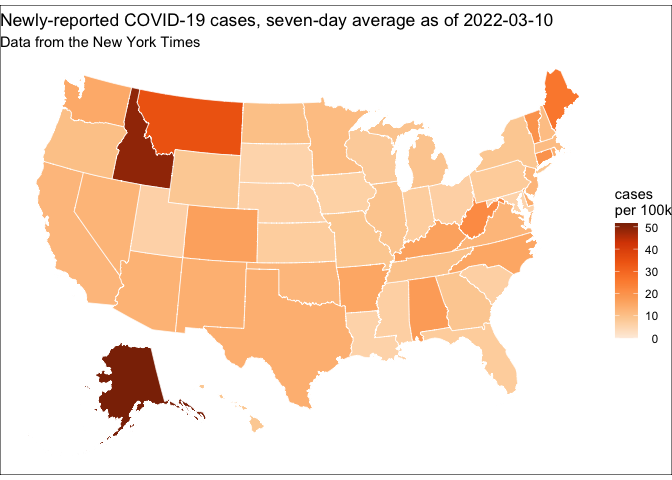 Newly-reported COVID-19 cases, seven-day average as of 2022-03-10
Data from the New York Times
cases
per 100k
50
40
30
20
10
0